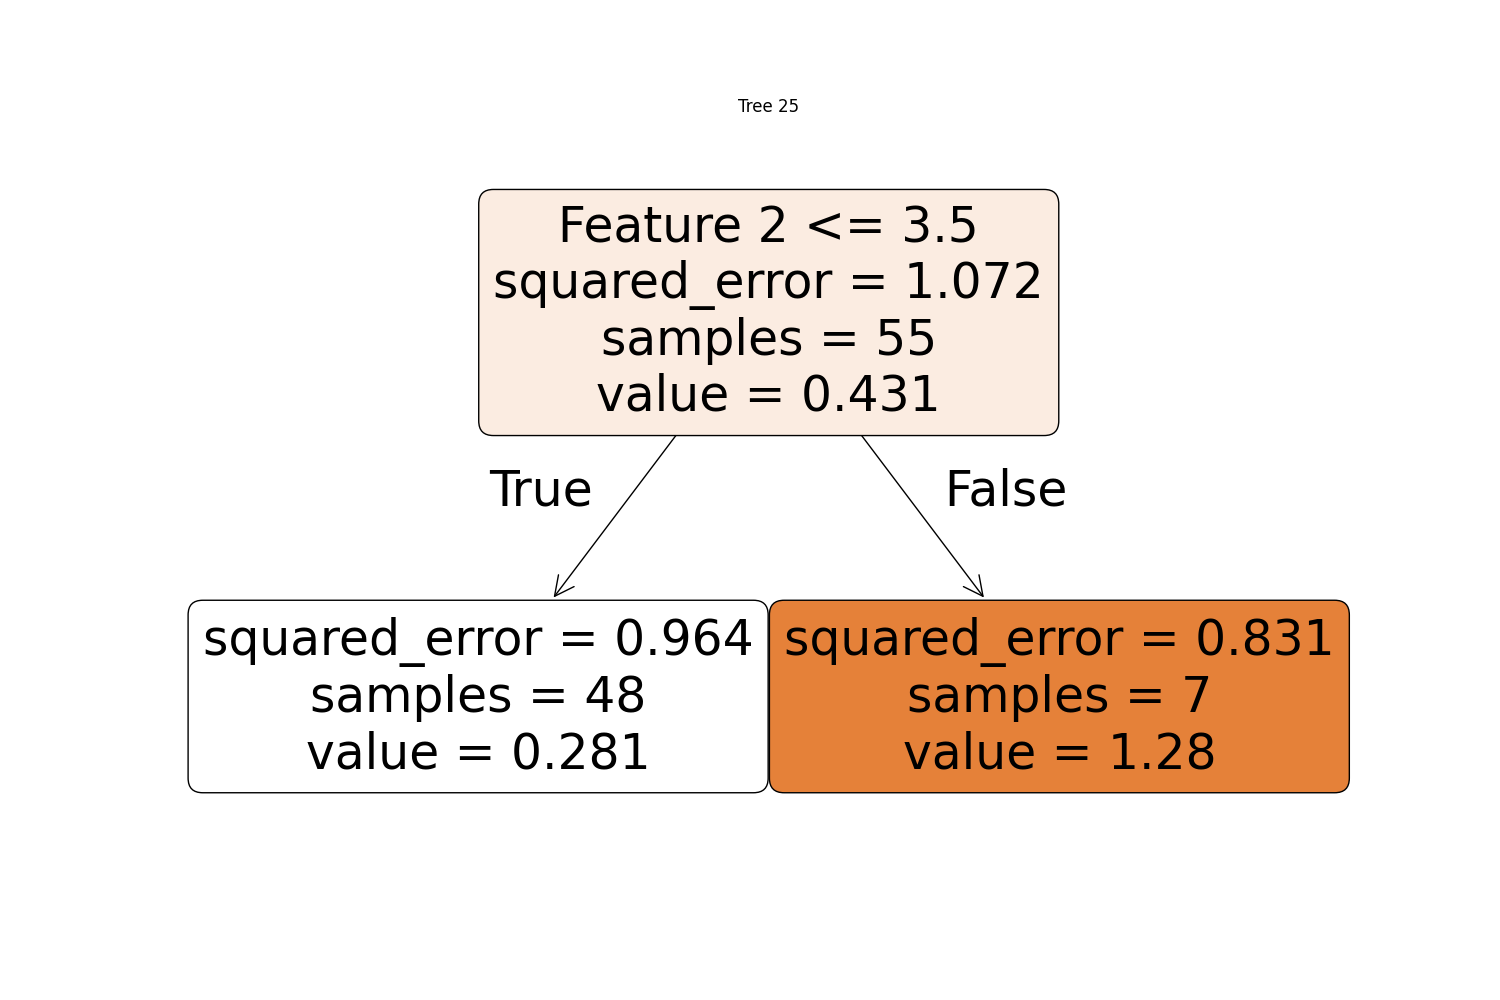 Tree 25
Feature 2 <= 3.5
squared_error = 1.072
samples = 55
value = 0.431
True
False
squared_error = 0.964
samples = 48
value = 0.281
squared_error = 0.831
samples = 7
value = 1.28